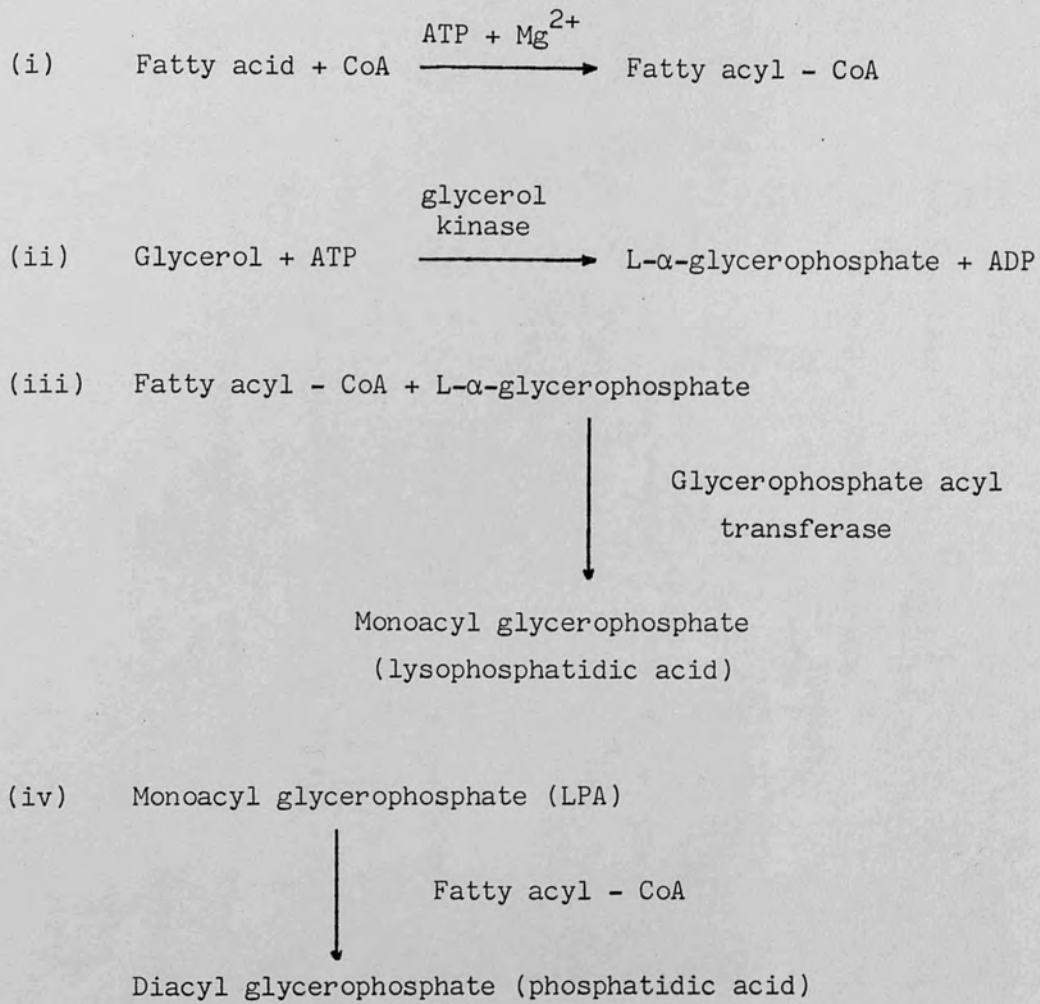 ATP + Mg2+
(i) Fatty acid + CoA Fatty acyl - CoA
glycerol
kinase
(ii) Glycerol + ATP L-α-glycerophosphate + ADP
(iii) Fatty acyl - CoA + L-α-glycerophosphate
Glycerophosphate acyl
transferase
Monoacyl glycerophosphate
(lysophosphatidic acid)
(iv) Monoacyl glycerophosphate (LPA)
Fatty acyl - CoA
Diacyl glycerophosphate (phosphatidic acid)